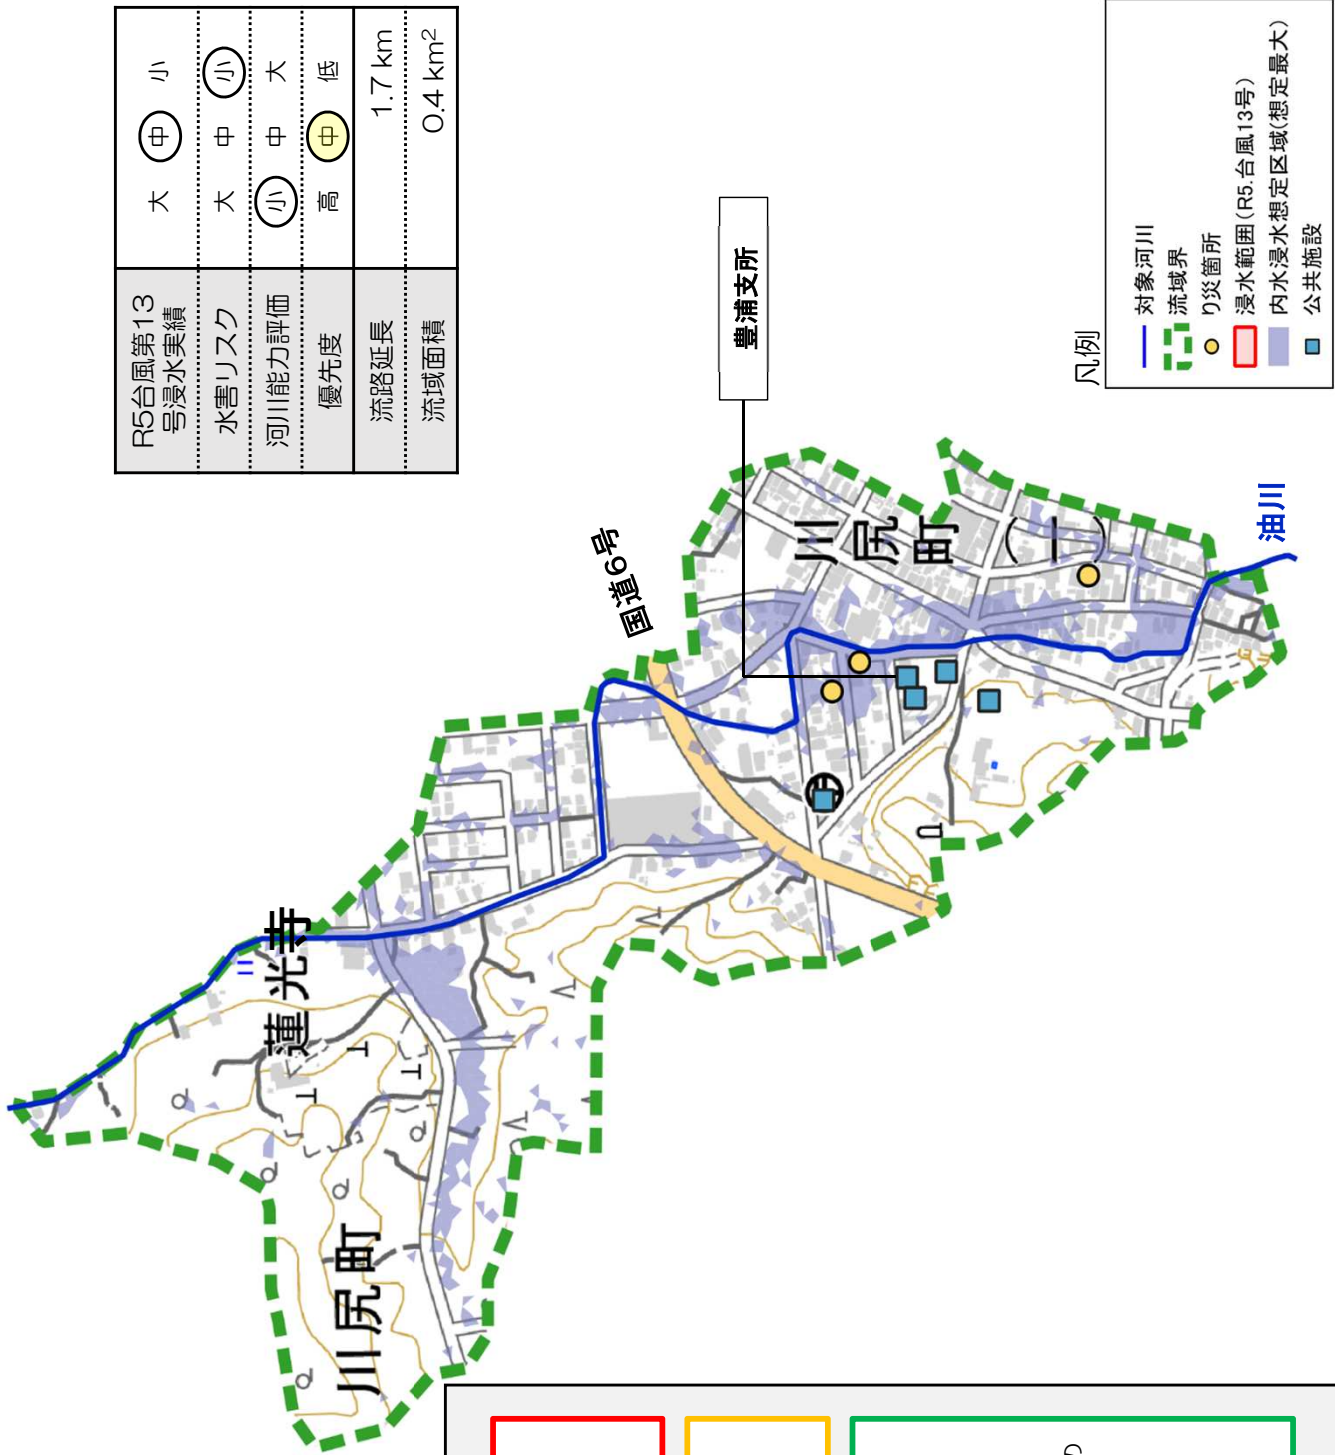 R5台風第13
号浸水実績
大 中 小
水害リスク
大 中 小
河川能力評価
小 中 大
優先度
高 中 低
流路延長
1.7 km
流域面積
0.4 km²
豊浦支所
国道6号
川尻町(一)
蓮光寺
川尻町
油川
凡例
対象河川
流域界
り災箇所
浸水範囲(R5.台風13号)
内水浸水想定区域(想定最大)
公共施設